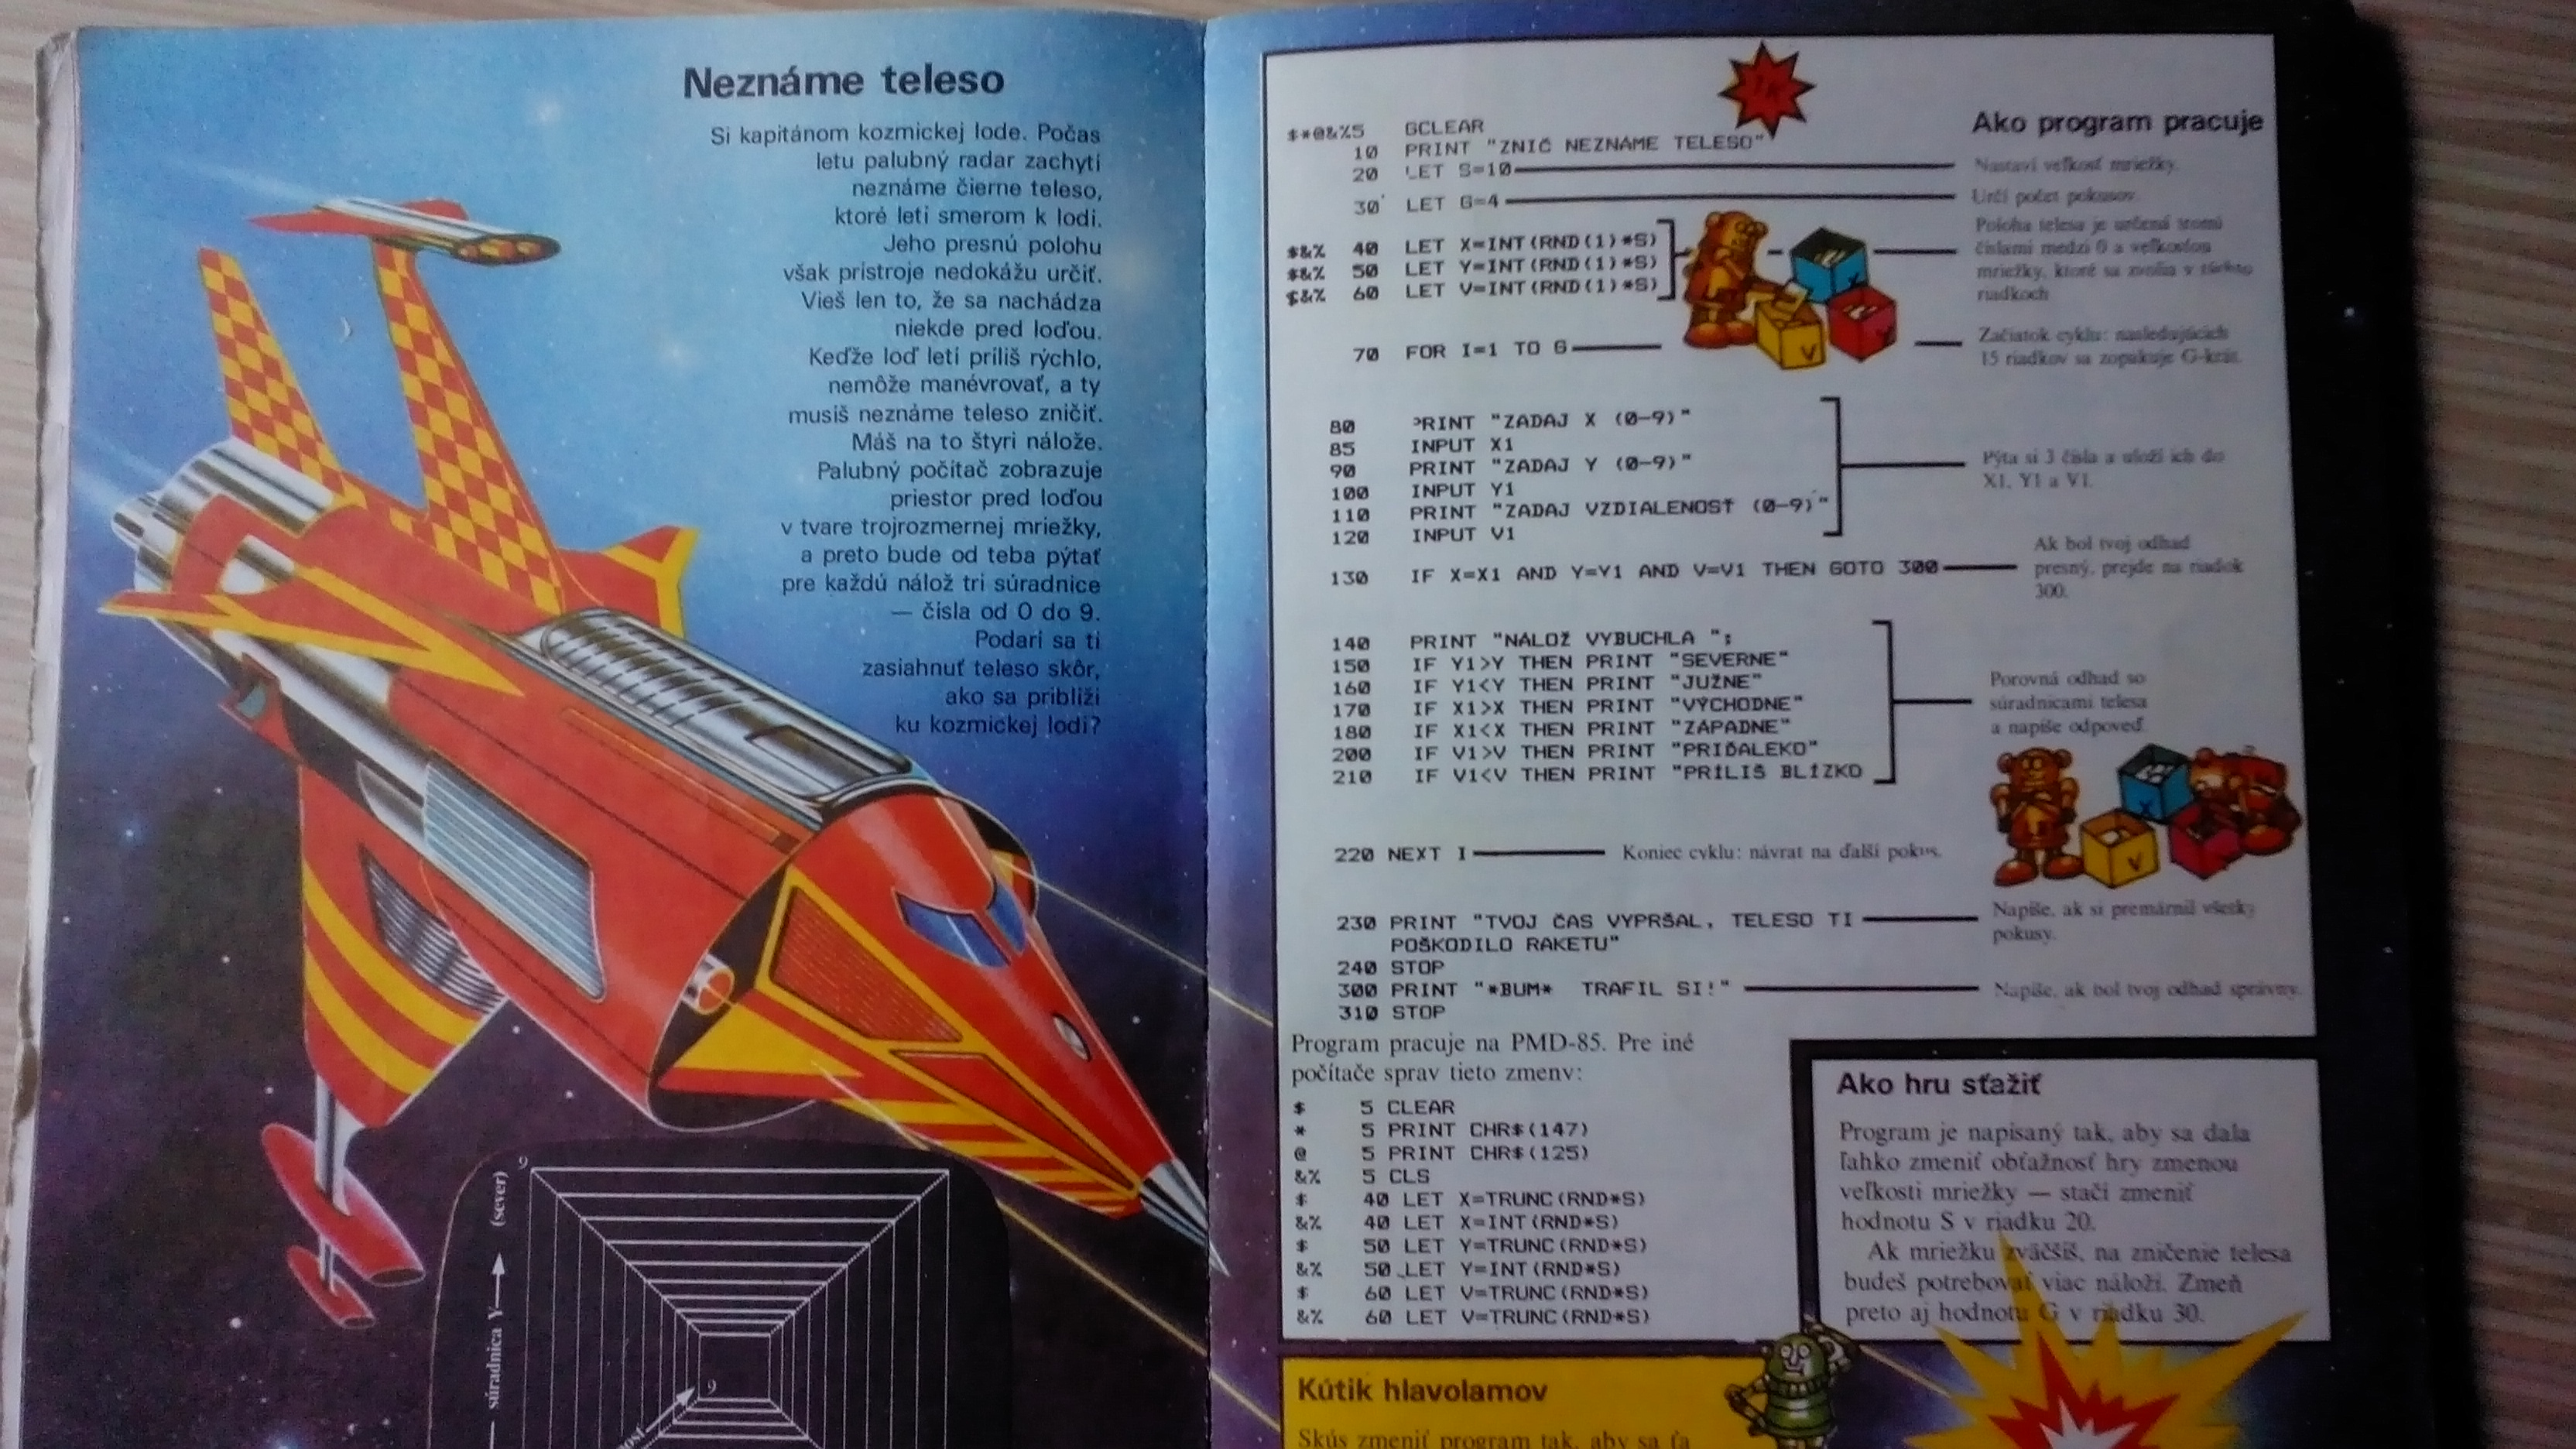 Neznáme teleso
Si kapitánom kozmickej lode. Počas
letu palubný radar zachytí
neznáme čierne teleso,
ktoré letí smerom k lodi.
Jeho presnú polohu
však prístroje nedokážu určiť.
Vieš len to, že sa nachádza
niekde pred loďou.
Keďže loď letí príliš rýchlo,
nemôže manévrovať, a ty
musíš neznáme teleso zničiť.
Máš na to štyri nálože.
Palubný počítač zobrazuje
priestor pred loďou
v tvare trojrozmernej mriežky,
a preto bude od teba pýtať
pre každú nálož tri súradnice
— čísla od 0 do 9.
Podarí sa ti
zasiahnuť teleso skôr,
ako sa priblíži
ku kozmickej lodi?
9
súradnica Y → (sever)
9
1K
$*@&%5 GCLEAR
10 PRINT "ZNIČ NEZNÁME TELESO"
20 LET S=10
30 LET G=4
$&% 40 LET X=INT(RND(1)*S)
$&% 50 LET Y=INT(RND(1)*S)
$&% 60 LET V=INT(RND(1)*S)
70 FOR I=1 TO G
80 PRINT "ZADAJ X (0-9)"
85 INPUT X1
90 PRINT "ZADAJ Y (0-9)"
100 INPUT Y1
110 PRINT "ZADAJ VZDIALENOSŤ (0-9)"
120 INPUT V1
130 IF X=X1 AND Y=Y1 AND V=V1 THEN GOTO 300
140 PRINT "NÁLOŽ VYBUCHLA ";
150 IF Y1>Y THEN PRINT "SEVERNE"
160 IF Y1<Y THEN PRINT "JUŽNE"
170 IF X1>X THEN PRINT "VÝCHODNE"
180 IF X1<X THEN PRINT "ZÁPADNE"
200 IF V1>V THEN PRINT "PRIĎALEKO"
210 IF V1<V THEN PRINT "PRÍLIŠ BLÍZKO
220 NEXT I
230 PRINT "TVOJ ČAS VYPRŠAL, TELESO TI
POŠKODILO RAKETU"
240 STOP
300 PRINT "*BUM* TRAFIL SI!"
310 STOP
Ako program pracuje
Nastaví veľkosť mriežky.
Určí počet pokusov.
Poloha telesa je určená tromi
číslami medzi 0 a veľkosťou
mriežky, ktoré sa zvolia v týchto
riadkoch
X
V
Y
Začiatok cyklu: nasledujúcich
15 riadkov sa zopakuje G-krát.
Pýta si 3 čísla a uloží ich do
X1, Y1 a V1.
Ak bol tvoj odhad
presný, prejde na riadok
300.
Porovná odhad so
súradnicami telesa
a napíše odpoveď.
X
V
Koniec cyklu: návrat na ďalší pokus.
Napíše, ak si premárnil všetky
pokusy.
Napíše, ak bol tvoj odhad správny.
Program pracuje na PMD-85. Pre iné
počítače sprav tieto zmeny:
$ 5 CLEAR
* 5 PRINT CHR$(147)
@ 5 PRINT CHR$(125)
&% 5 CLS
$ 40 LET X=TRUNC(RND*S)
&% 40 LET X=INT(RND*S)
$ 50 LET Y=TRUNC(RND*S)
&% 50 LET Y=INT(RND*S)
$ 60 LET V=TRUNC(RND*S)
&% 60 LET V=TRUNC(RND*S)
Ako hru sťažiť
Program je napísaný tak, aby sa dala
ľahko zmeniť obťažnosť hry zmenou
veľkosti mriežky — stačí zmeniť
hodnotu S v riadku 20.
Ak mriežku zväčšíš, na zničenie telesa
budeš potrebovať viac náloží. Zmeň
preto aj hodnotu G v riadku 30.
Kútik hlavolamov
Skús zmeniť program tak, aby sa ťa